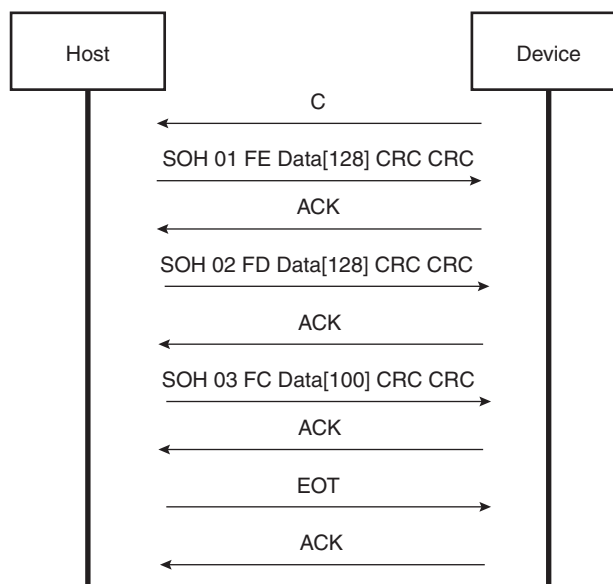 Host
Device
C
SOH 01 FE Data[128] CRC CRC
ACK
SOH 02 FD Data[128] CRC CRC
ACK
SOH 03 FC Data[100] CRC CRC
ACK
EOT
ACK